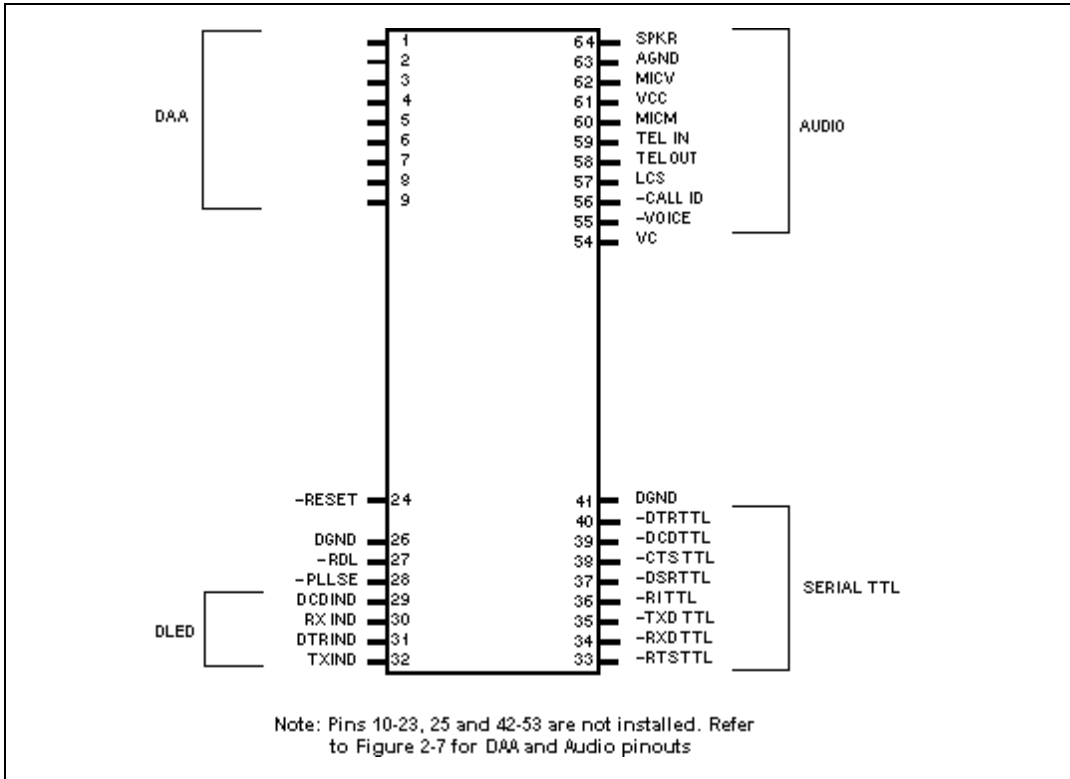 DAA
1
2
3
4
5
6
7
8
9
64 SPKR
63 AGND
62 MICV
61 VCC
60 MICM
59 TEL IN
58 TEL OUT
57 LCS
56 -CALL ID
55 -VOICE
54 VC
AUDIO
-RESET 24
DGND 26
-RDL 27
-PLLSE 28
DCDIND 29
RX IND 30
DTRIND 31
TXIND 32
DLED
41 DGND
40 -DTRTTL
39 -DCDTTL
38 -CTSTTL
37 -DSRTTL
36 -RITTL
35 -TXDTTL
34 -RXDTTL
33 -RTSTTL
SERIAL TTL
Note: Pins 10-23, 25 and 42-53 are not installed. Refer
to Figure 2-7 for DAA and Audio pinouts